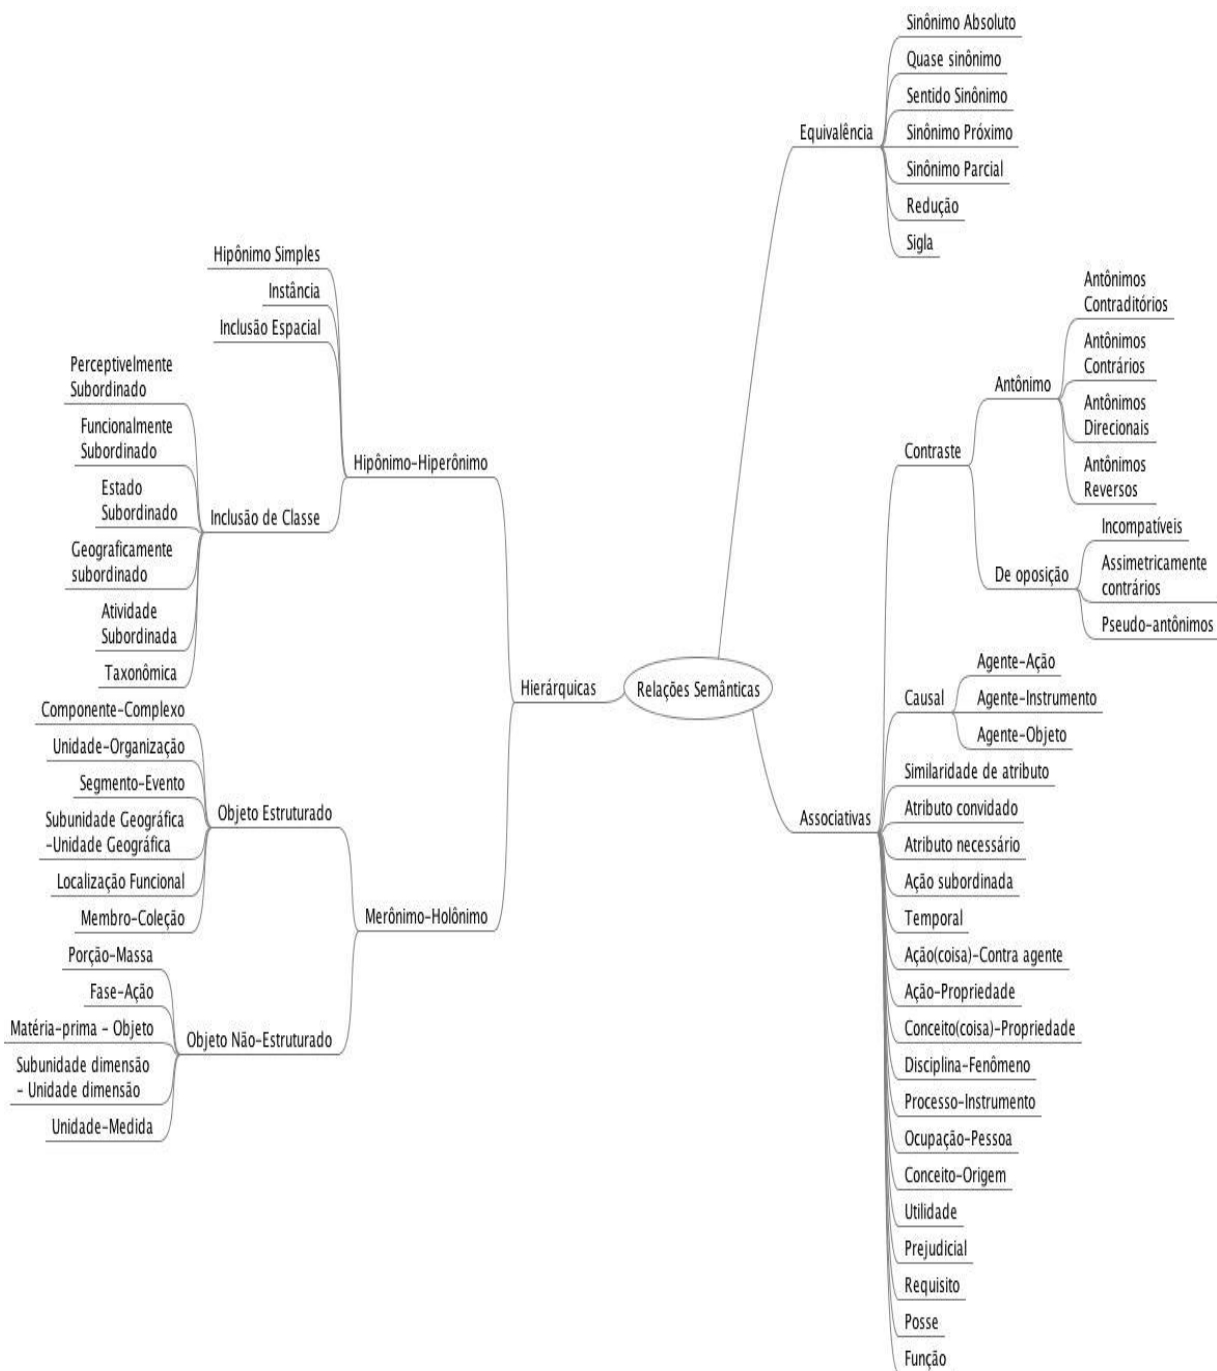 Relações Semânticas
Equivalência
Sinônimo Absoluto
Quase sinônimo
Sentido Sinônimo
Sinônimo Próximo
Sinônimo Parcial
Redução
Sigla
Associativas
Contraste
Antônimo
Antônimos
Contraditórios
Antônimos
Contrários
Antônimos
Direcionais
Antônimos
Reversos
De oposição
Incompatíveis
Assimetricamente
contrários
Pseudo-antônimos
Causal
Agente-Ação
Agente-Instrumento
Agente-Objeto
Similaridade de atributo
Atributo convidado
Atributo necessário
Ação subordinada
Temporal
Ação(coisa)-Contra agente
Ação-Propriedade
Conceito(coisa)-Propriedade
Disciplina-Fenômeno
Processo-Instrumento
Ocupação-Pessoa
Conceito-Origem
Utilidade
Prejudicial
Requisito
Posse
Função
Hierárquicas
Hipônimo-Hiperônimo
Hipônimo Simples
Instância
Inclusão Espacial
Inclusão de Classe
Perceptivelmente
Subordinado
Funcionalmente
Subordinado
Estado
Subordinado
Geograficamente
subordinado
Atividade
Subordinada
Taxonômica
Merônimo-Holônimo
Objeto Estruturado
Componente-Complexo
Unidade-Organização
Segmento-Evento
Subunidade Geográfica
-Unidade Geográfica
Localização Funcional
Membro-Coleção
Objeto Não-Estruturado
Porção-Massa
Fase-Ação
Matéria-prima - Objeto
Subunidade dimensão
- Unidade dimensão
Unidade-Medida